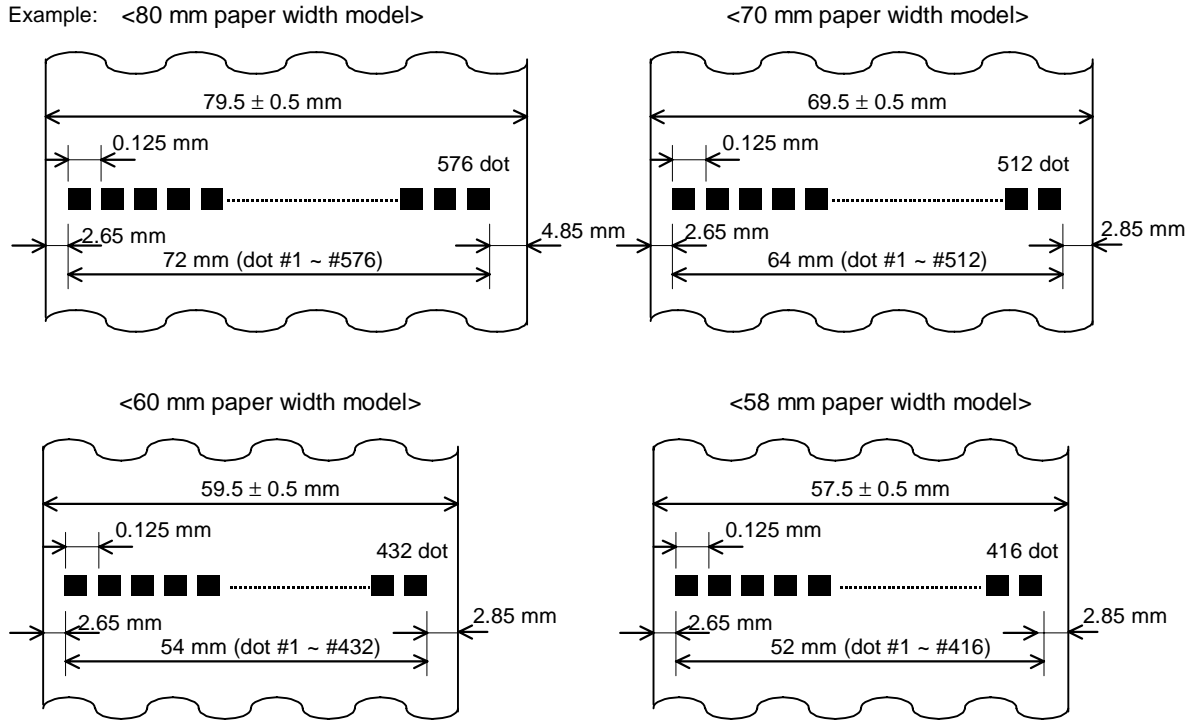 Example:
<80 mm paper width model>
79.5 ± 0.5 mm
0.125 mm
576 dot
2.65 mm
4.85 mm
72 mm (dot #1 ~ #576)
<70 mm paper width model>
69.5 ± 0.5 mm
0.125 mm
512 dot
2.65 mm
2.85 mm
64 mm (dot #1 ~ #512)
<60 mm paper width model>
59.5 ± 0.5 mm
0.125 mm
432 dot
2.65 mm
2.85 mm
54 mm (dot #1 ~ #432)
<58 mm paper width model>
57.5 ± 0.5 mm
0.125 mm
416 dot
2.65 mm
2.85 mm
52 mm (dot #1 ~ #416)